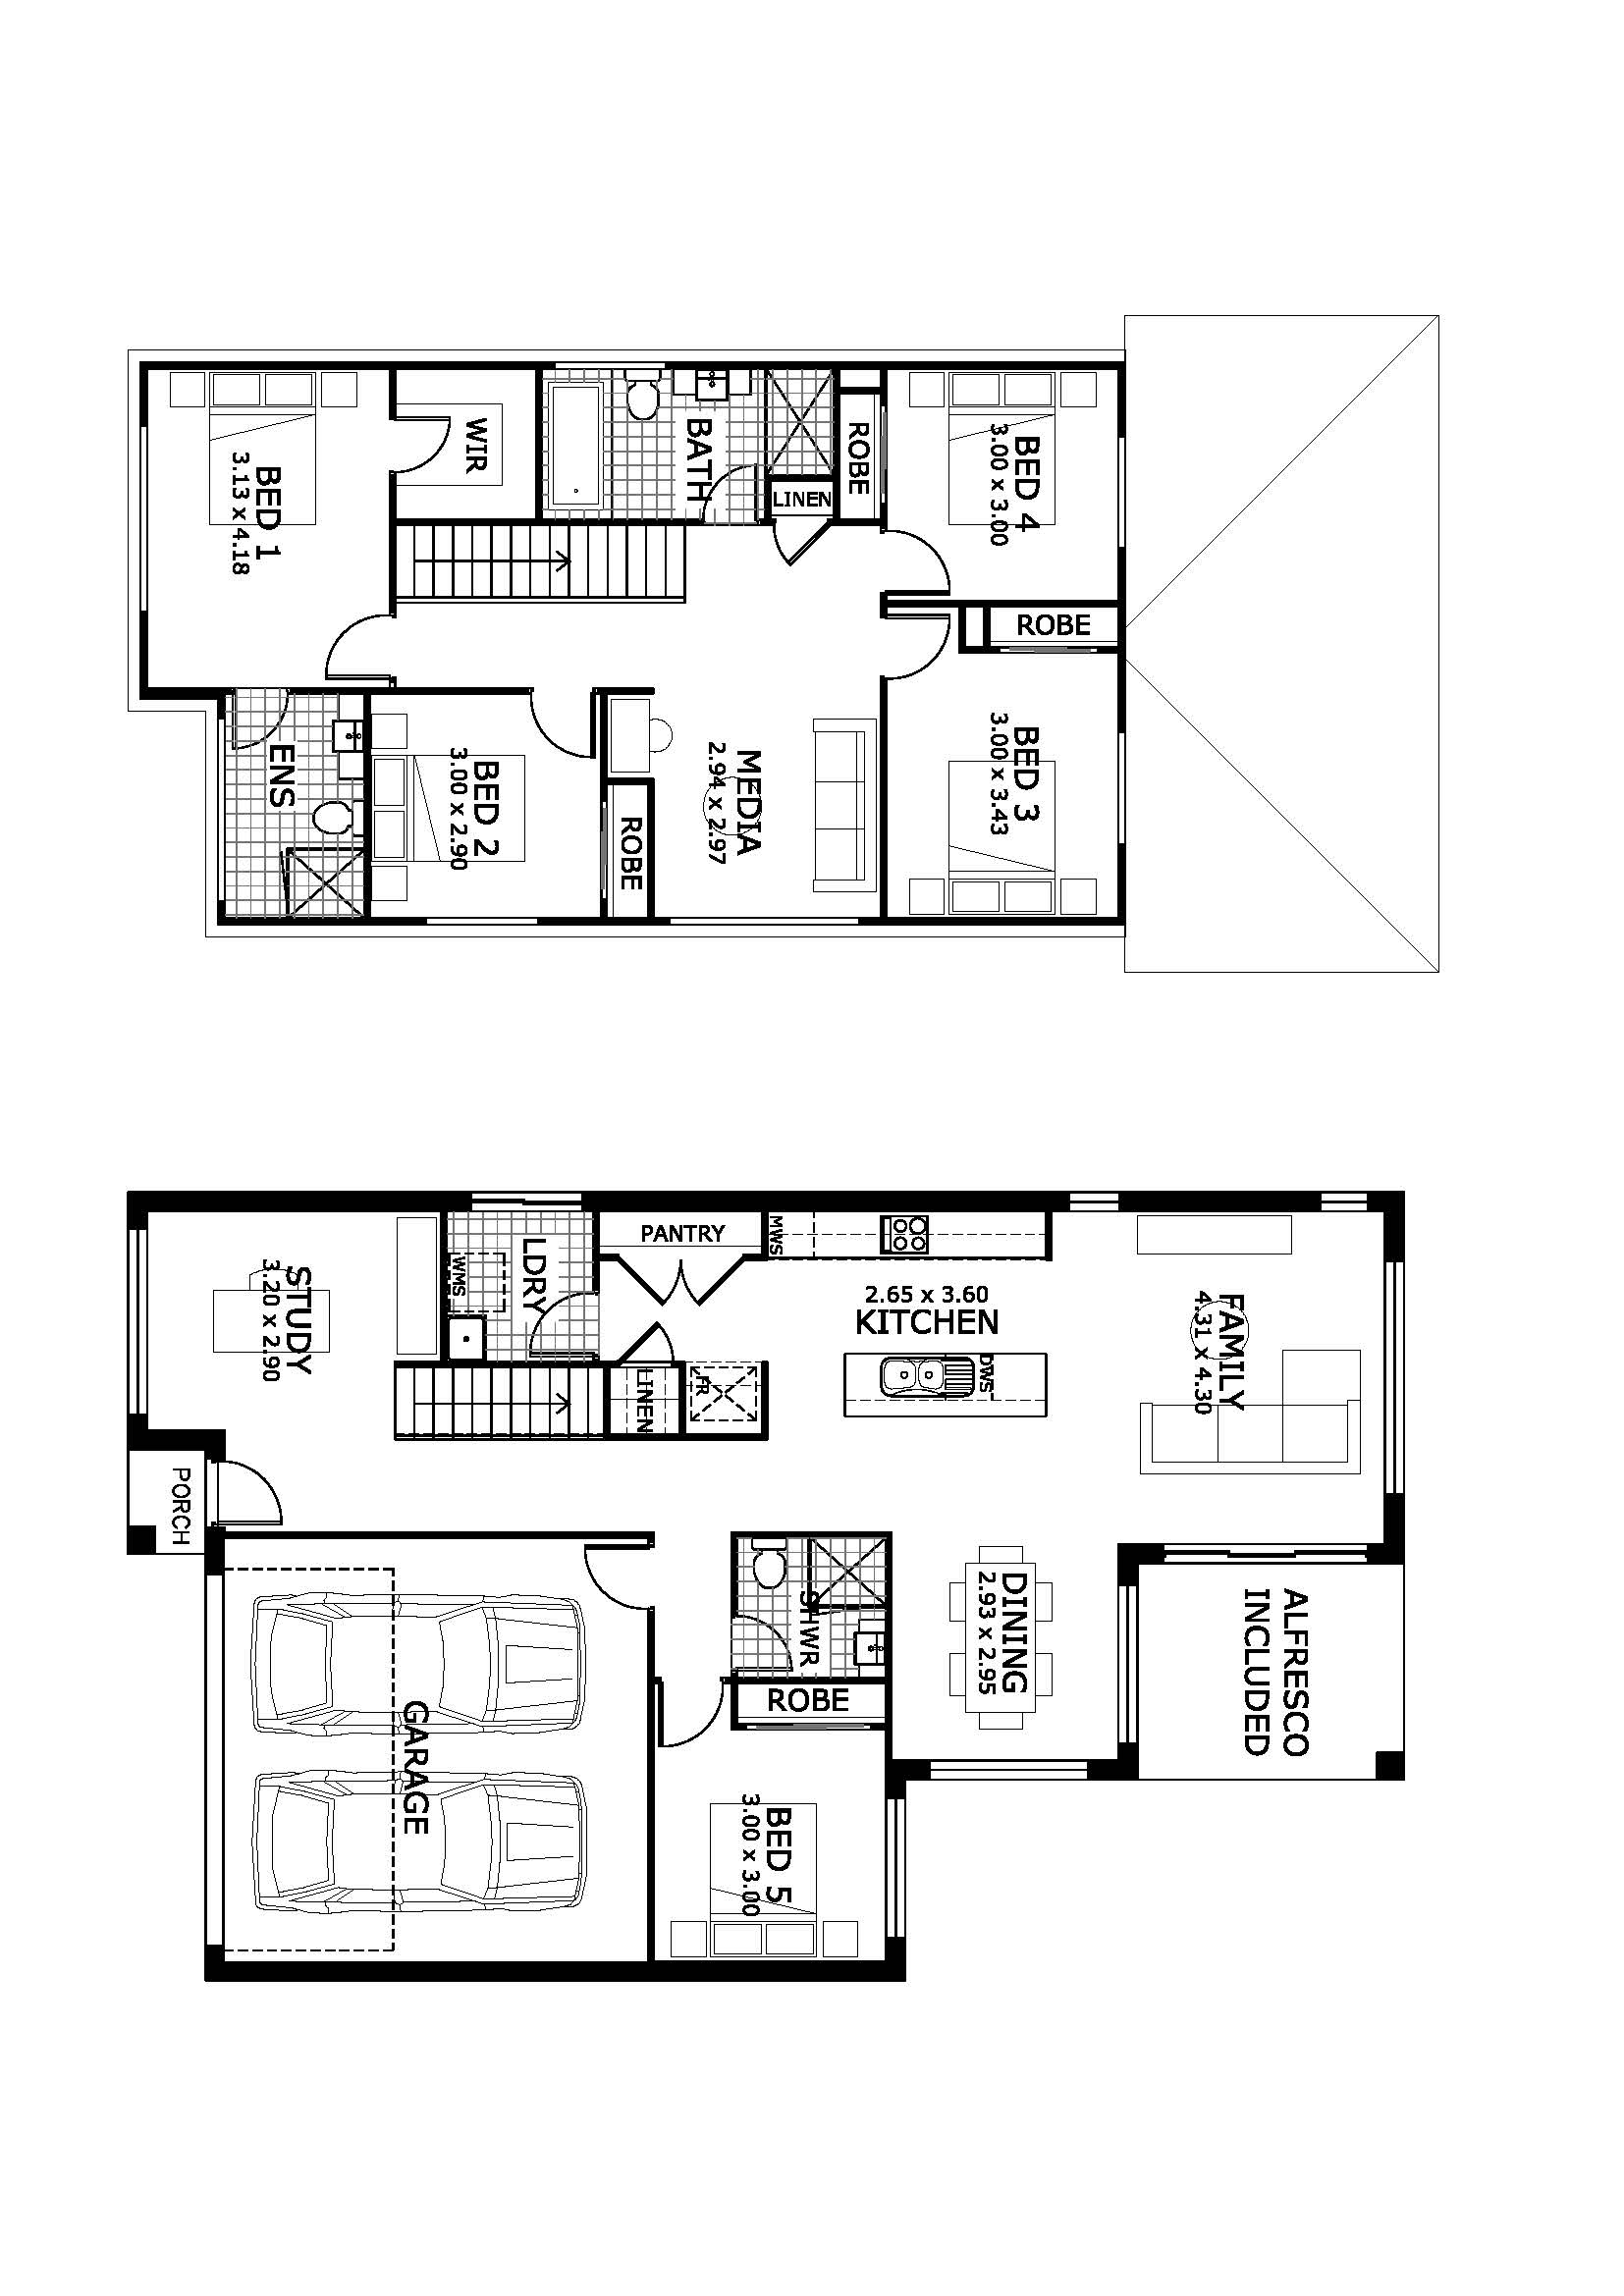 BED 1
3.13 x 4.18
WIR
BATH
LINEN
ROBE
BED 4
3.00 x 3.00
ROBE
BED 3
3.00 x 3.43
MEDIA
2.94 x 2.97
ROBE
BED 2
3.00 x 2.90
ENS
STUDY
3.20 x 2.90
WMS
LDRY
PANTRY
MWS
2.65 x 3.60
KITCHEN
DWS
FAMILY
4.31 x 4.30
LINEN
FR
PORCH
GARAGE
SHWR
ROBE
BED 5
3.00 x 3.00
DINING
2.93 x 2.95
ALFRESCO
INCLUDED